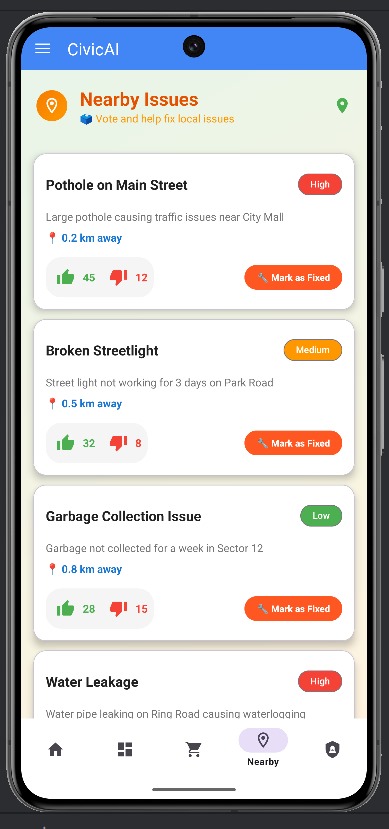 CivicAI
Nearby Issues
🗳️ Vote and help fix local issues
Pothole on Main Street
High
Large pothole causing traffic issues near City Mall
📍 0.2 km away
45 12 🔧 Mark as Fixed
Broken Streetlight
Medium
Street light not working for 3 days on Park Road
📍 0.5 km away
32 8 🔧 Mark as Fixed
Garbage Collection Issue
Low
Garbage not collected for a week in Sector 12
📍 0.8 km away
28 15 🔧 Mark as Fixed
Water Leakage
High
Water pipe leaking on Ring Road causing waterlogging
Nearby